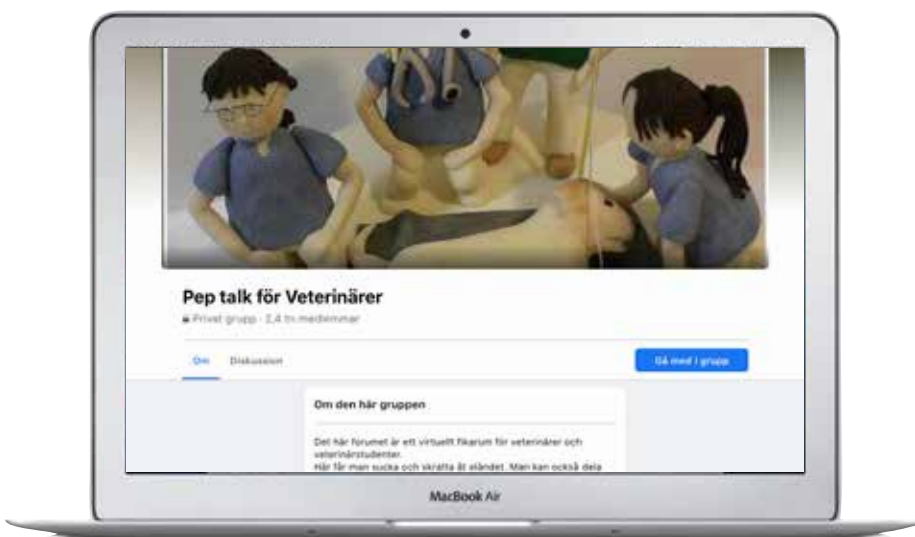 Pep talk för Veterinärer
Privat grupp · 2,4 tn medlemmar
Om Diskussion
Gå med i grupp
Om den här gruppen
Det här forumet är ett virtuellt fikarum för veterinärer och
veterinärstudenter.
Här får man sucka och skratta åt eländet. Man kan också dela
MacBook Air